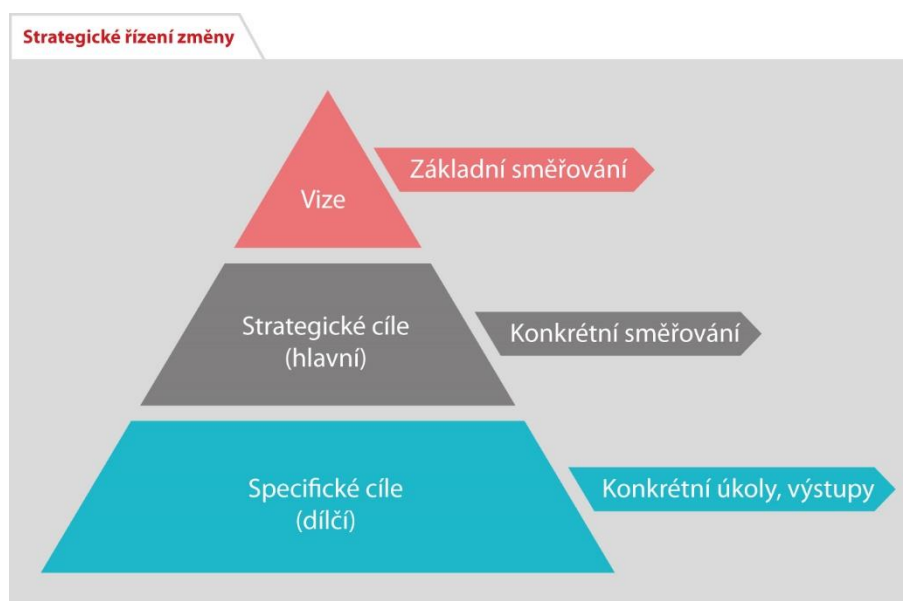 Strategické řízení změny
Základní směřování
Vize
Strategické cíle
(hlavní)
Konkrétní směřování
Specifické cíle
(dílčí)
Konkrétní úkoly, výstupy